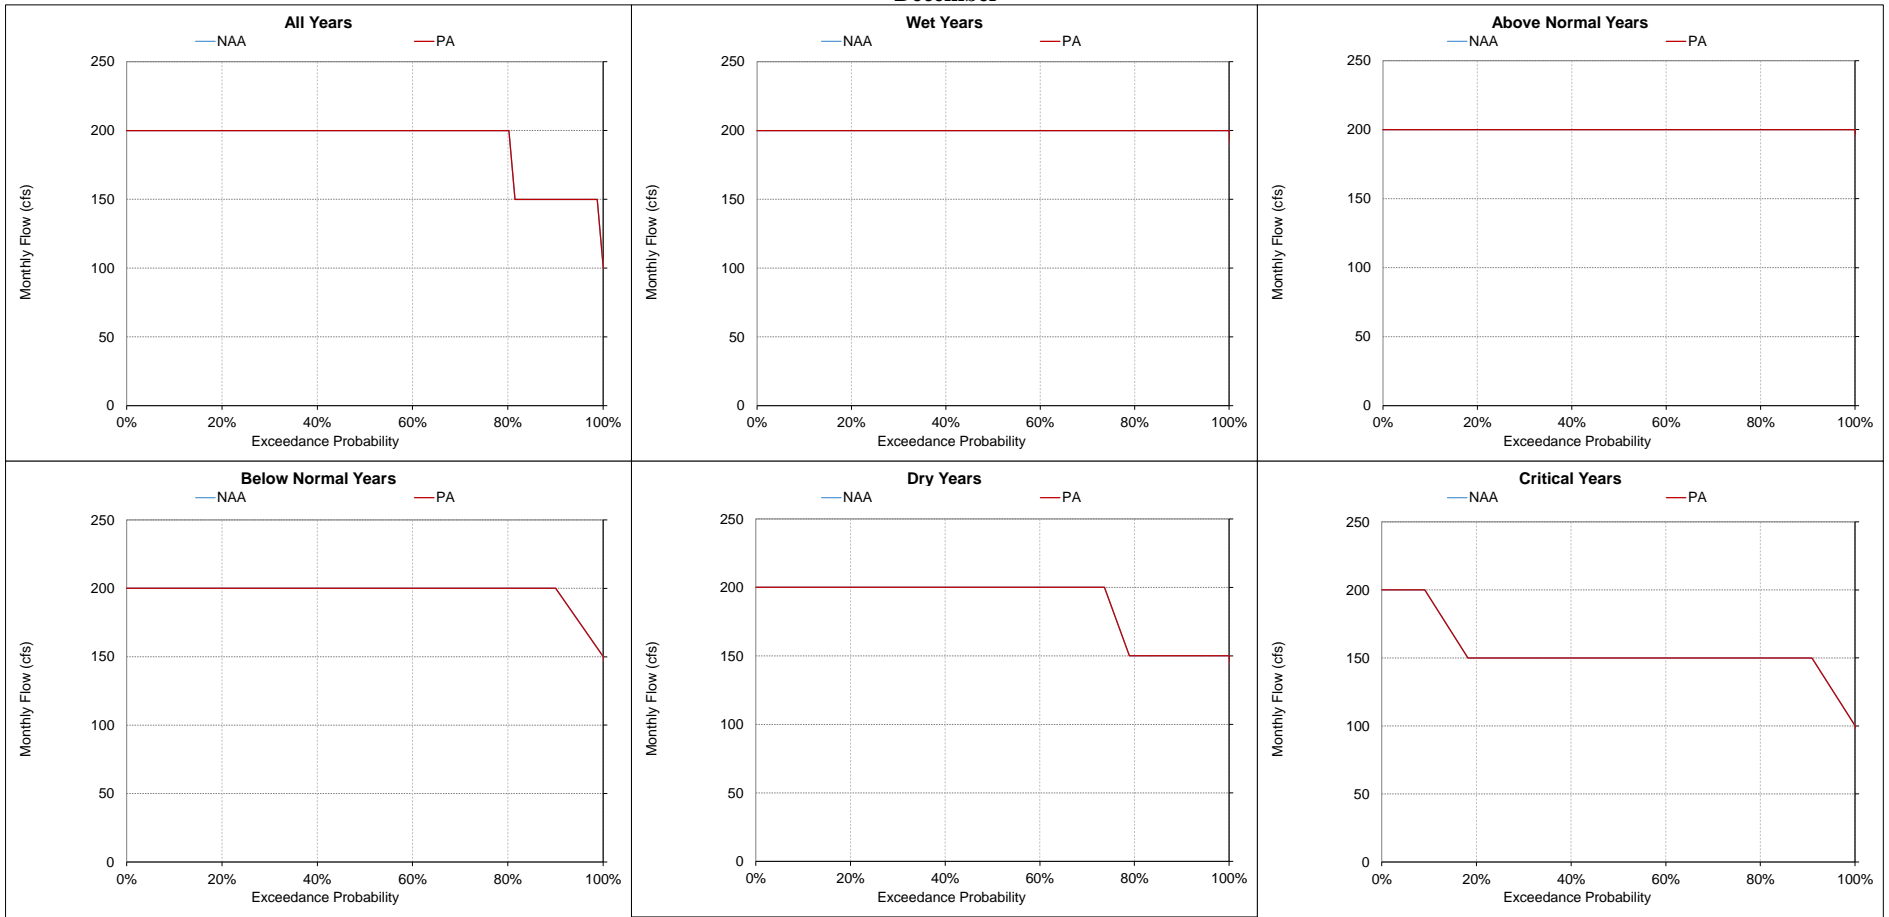 December
All Years
NAA PA
250
200
150
100
50
0
Monthly Flow (cfs)
0% 20% 40% 60% 80% 100%
Exceedance Probability
Wet Years
NAA PA
250
200
150
100
50
0
Monthly Flow (cfs)
0% 20% 40% 60% 80% 100%
Exceedance Probability
Above Normal Years
NAA PA
250
200
150
100
50
0
Monthly Flow (cfs)
0% 20% 40% 60% 80% 100%
Exceedance Probability
Below Normal Years
NAA PA
250
200
150
100
50
0
Monthly Flow (cfs)
0% 20% 40% 60% 80% 100%
Exceedance Probability
Dry Years
NAA PA
250
200
150
100
50
0
Monthly Flow (cfs)
0% 20% 40% 60% 80% 100%
Exceedance Probability
Critical Years
NAA PA
250
200
150
100
50
0
Monthly Flow (cfs)
0% 20% 40% 60% 80% 100%
Exceedance Probability